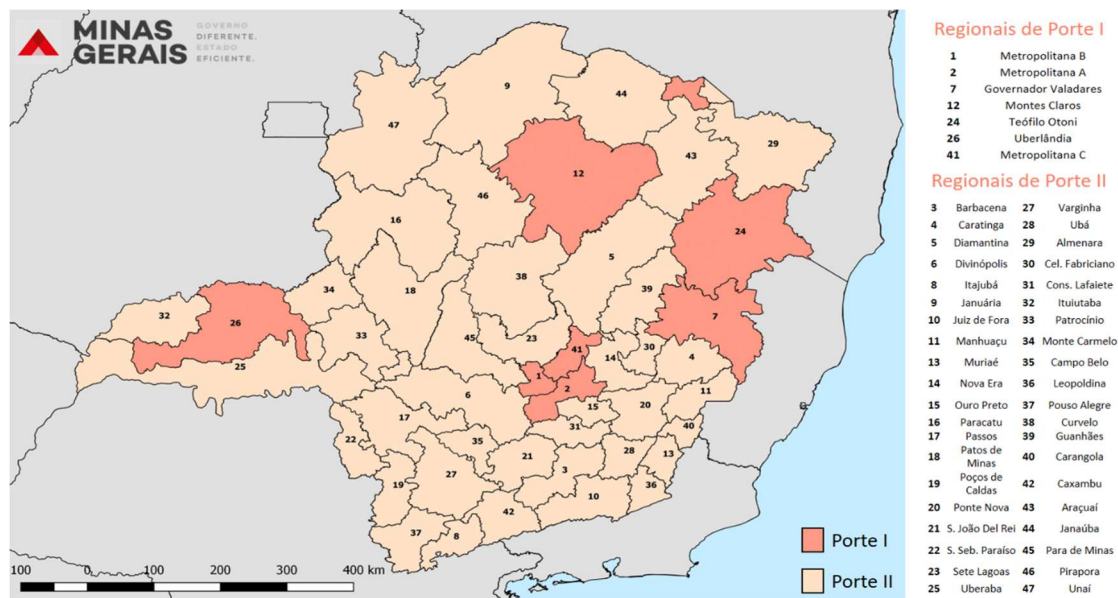 MINAS
GERAIS
GOVERNO
DIFERENTE.
ESTADO
EFICIENTE.
9
44
47
43
29
12
46
16
24
5
38
34
18
39
32
26
7
33
45
23
41
30
14
4
25
1
2
11
6
15
20
17
31
40
22
35
21
28
13
3
27
19
36
10
42
37
8
100 0 100 200 300 400 km
Porte I
Porte II
Regionais de Porte I
1 Metropolitana B
2 Metropolitana A
7 Governador Valadares
12 Montes Claros
24 Teófilo Otoni
26 Uberlândia
41 Metropolitana C
Regionais de Porte II
3 Barbacena 27 Varginha
4 Caratinga 28 Ubá
5 Diamantina 29 Almenara
6 Divinópolis 30 Cel. Fabriciano
8 Itajubá 31 Cons. Lafaiete
9 Januária 32 Ituiutaba
10 Juiz de Fora 33 Patrocínio
11 Manhuaçu 34 Monte Carmelo
13 Muriaé 35 Campo Belo
14 Nova Era 36 Leopoldina
15 Ouro Preto 37 Pouso Alegre
16 Paracatu 38 Curvelo
17 Passos 39 Guanhães
18 Patos de Minas 40 Carangola
19 Poços de Caldas 42 Caxambu
20 Ponte Nova 43 Araçuaí
21 S. João Del Rei 44 Janaúba
22 S. Seb. Paraíso 45 Para de Minas
23 Sete Lagoas 46 Pirapora
25 Uberaba 47 Unaí